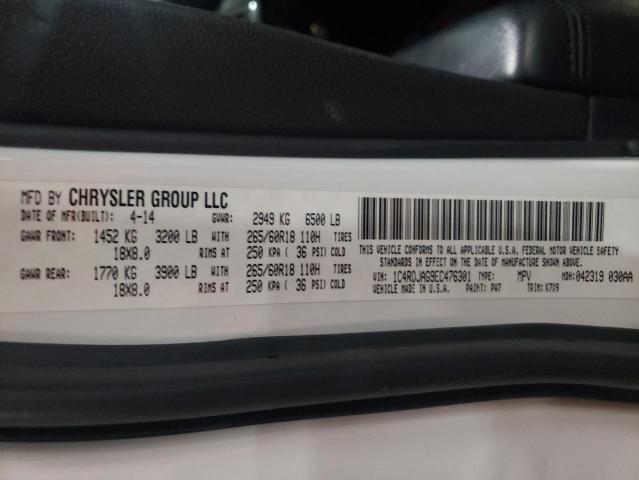 MFD BY CHRYSLER GROUP LLC
DATE OF MFR(BUILT): 4-14 GVWR: 2949 KG 6500 LB
GAWR FRONT: 1452 KG 3200 LB WITH 265/60R18 110H TIRES
18X8.0 RIMS AT 250 KPA ( 36 PSI) COLD
GAWR REAR: 1770 KG 3900 LB WITH 265/60R18 110H TIRES
18X8.0 RIMS AT 250 KPA ( 36 PSI) COLD
THIS VEHICLE CONFORMS TO ALL APPLICABLE U.S.A. FEDERAL MOTOR VEHICLE SAFETY
STANDARDS IN EFFECT ON THE DATE OF MANUFACTURE SHOWN ABOVE.
VIN: 1C4RDJAG9EC476301 TYPE: MPV MDH: 042319 030AA
VEHICLE MADE IN U.S.A. PAINT: PW7 TRIM: K7X9